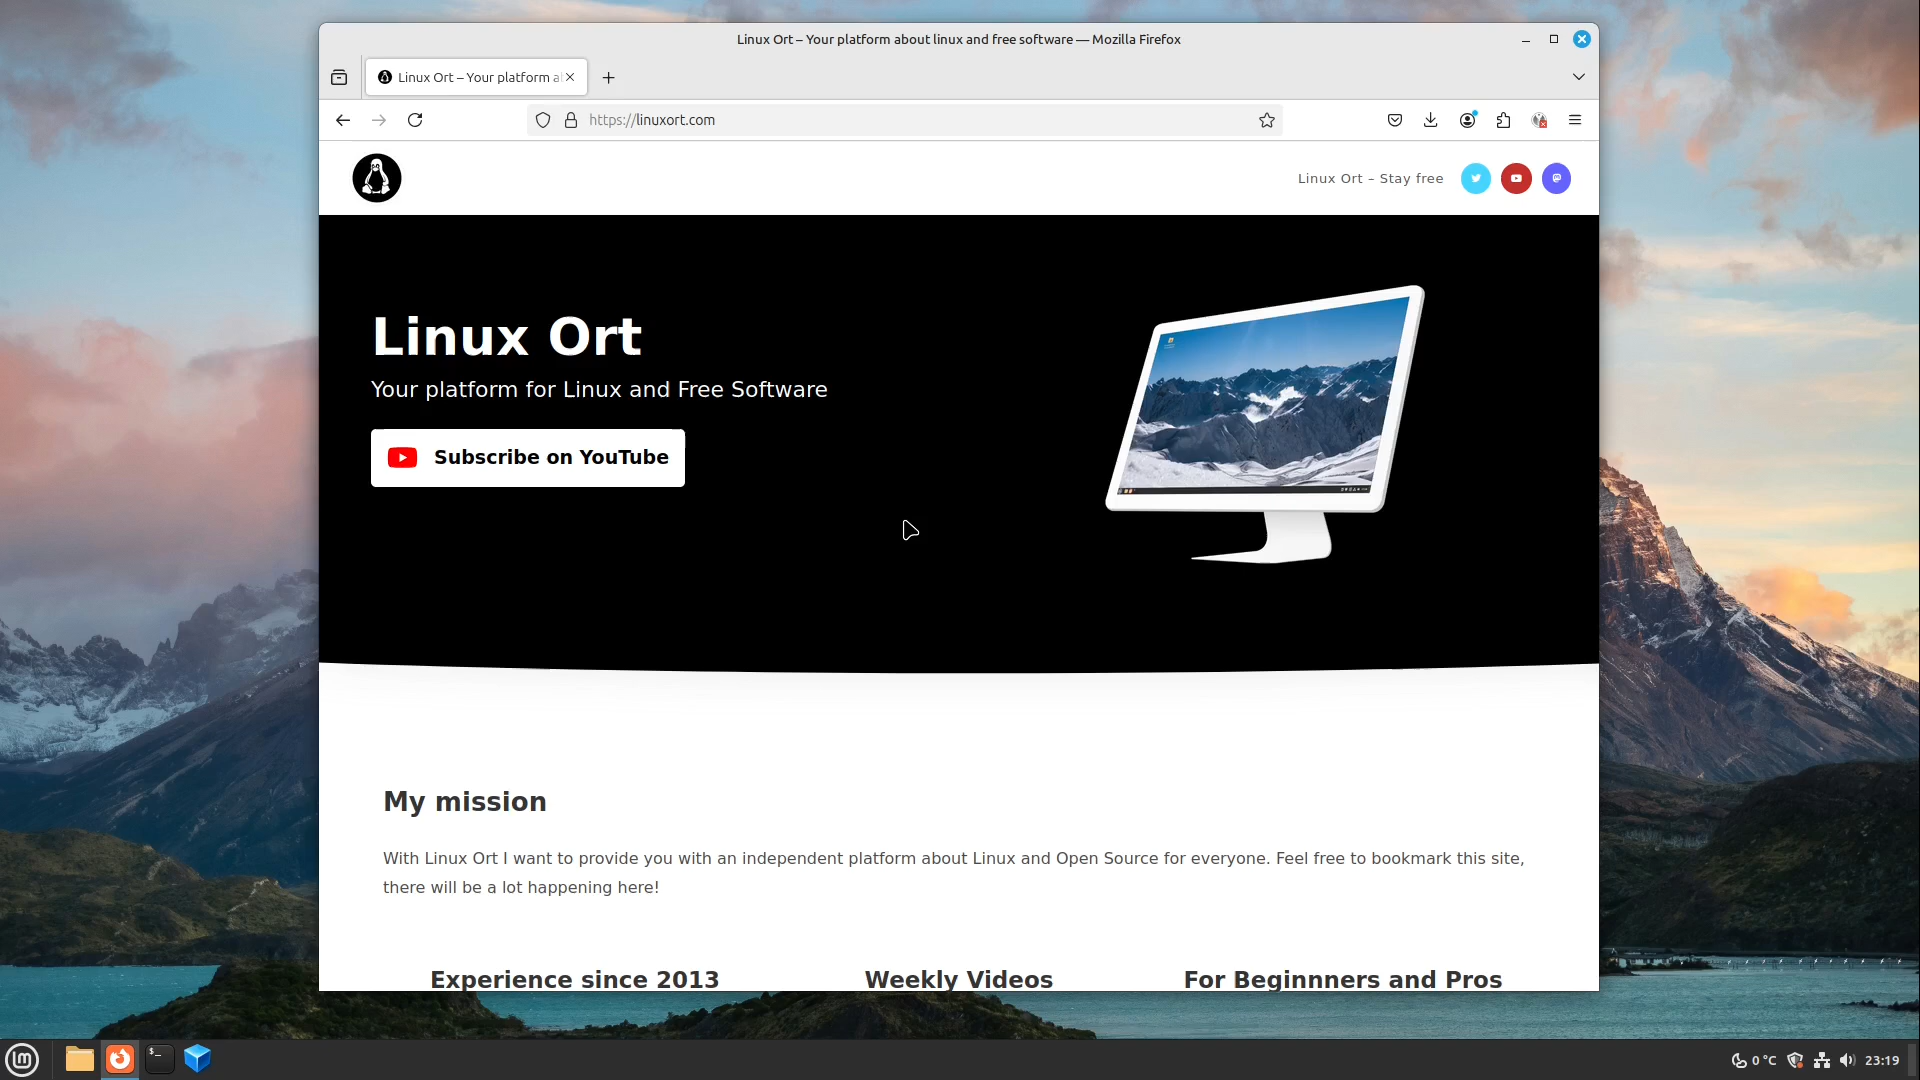 Linux Ort – Your platform about linux and free software — Mozilla Firefox
Linux Ort – Your platform a
https://linuxort.com
Linux Ort – Stay free
Linux Ort
Your platform for Linux and Free Software
Subscribe on YouTube
My mission
With Linux Ort I want to provide you with an independent platform about Linux and Open Source for everyone. Feel free to bookmark this site,
there will be a lot happening here!
Experience since 2013
Weekly Videos
For Beginnners and Pros
$_
0 °C
23:19